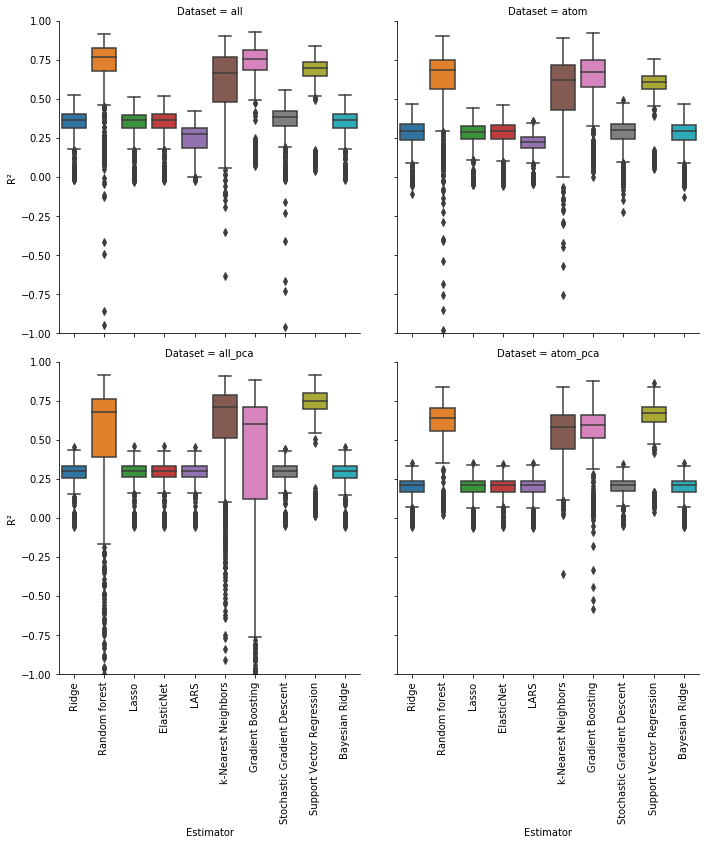 Dataset = all
Dataset = atom
1.00
0.75
0.50
0.25
0.00
−0.25
−0.50
−0.75
−1.00
R²
Dataset = all_pca
Dataset = atom_pca
1.00
0.75
0.50
0.25
0.00
−0.25
−0.50
−0.75
−1.00
R²
Ridge
Random forest
Lasso
ElasticNet
LARS
k-Nearest Neighbors
Gradient Boosting
Stochastic Gradient Descent
Support Vector Regression
Bayesian Ridge
Ridge
Random forest
Lasso
ElasticNet
LARS
k-Nearest Neighbors
Gradient Boosting
Stochastic Gradient Descent
Support Vector Regression
Bayesian Ridge
Estimator
Estimator